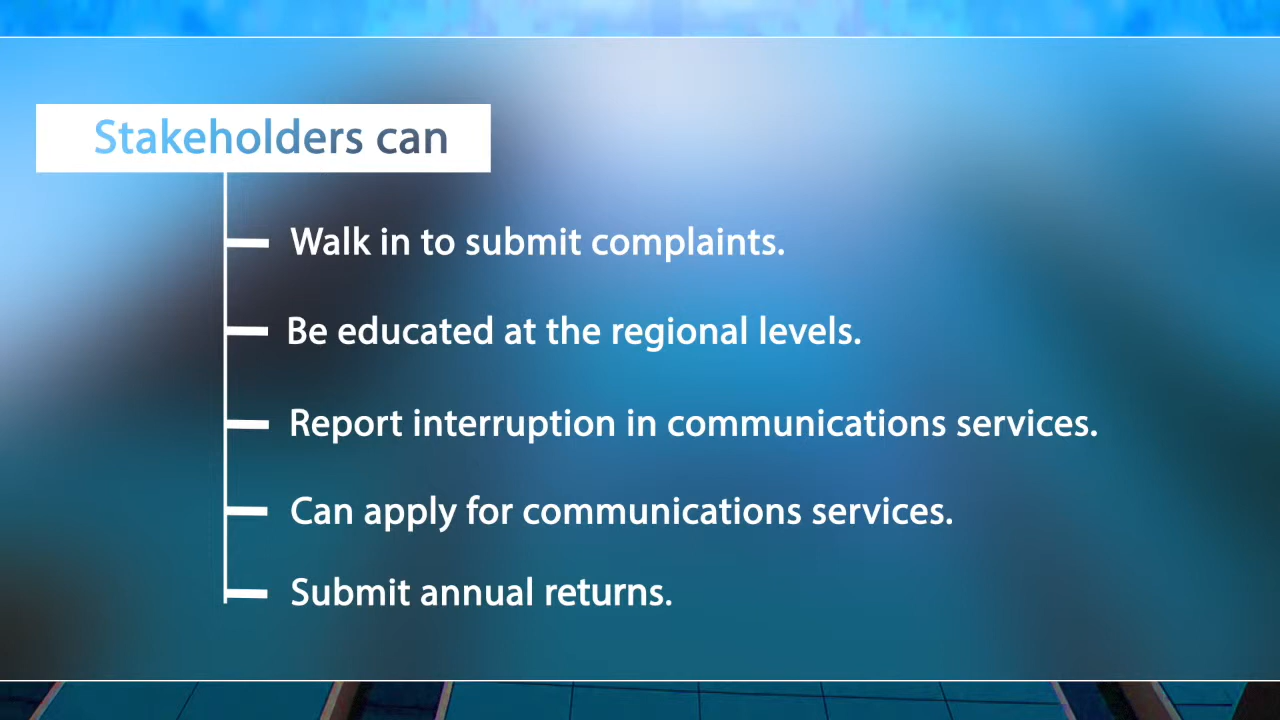 Stakeholders can
Walk in to submit complaints.
Be educated at the regional levels.
Report interruption in communications services.
Can apply for communications services.
Submit annual returns.